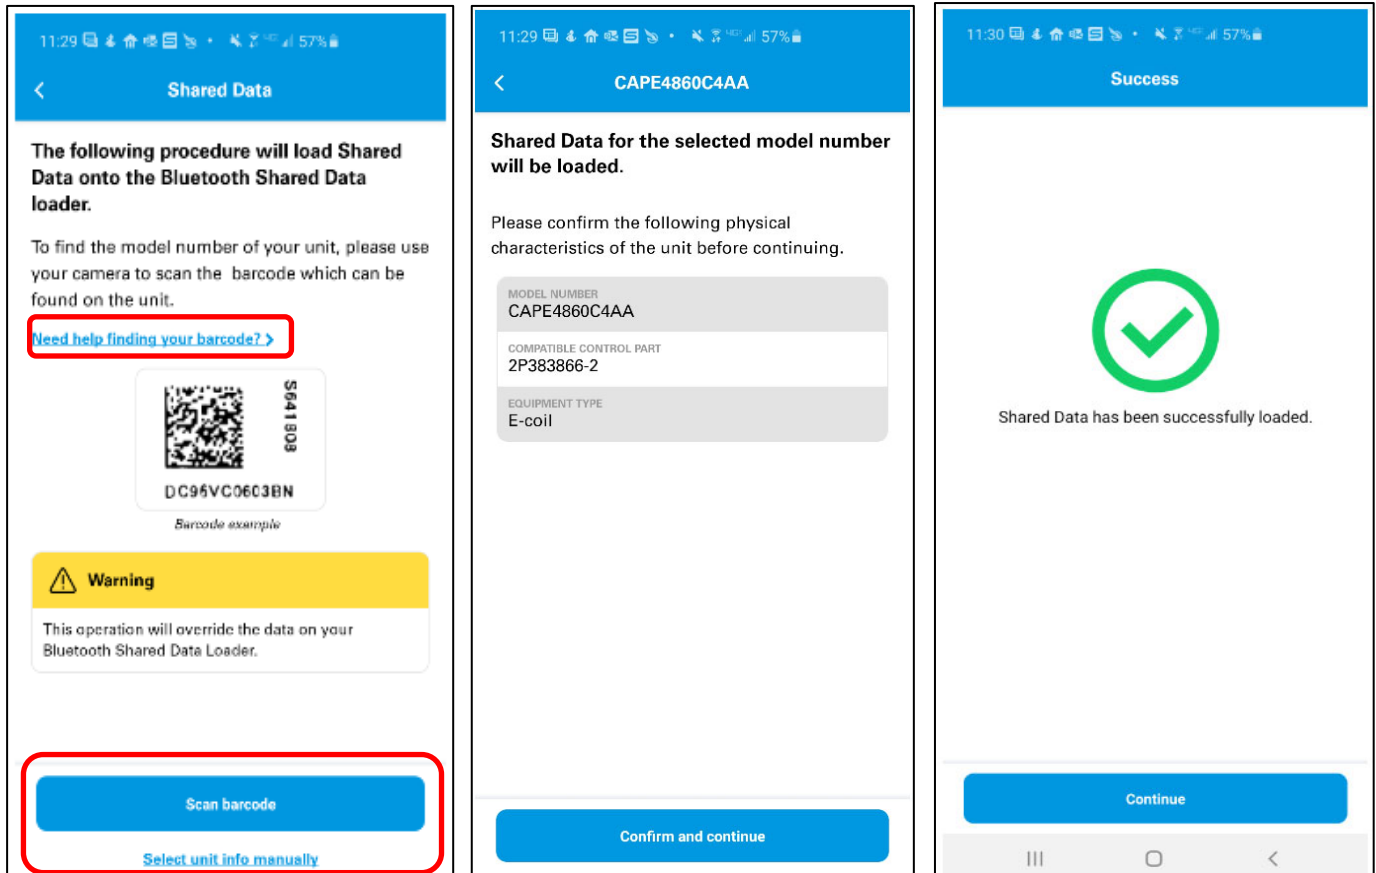 11:29 57%
Shared Data
The following procedure will load Shared
Data onto the Bluetooth Shared Data
loader.
To find the model number of your unit, please use
your camera to scan the barcode which can be
found on the unit.
Need help finding your barcode? >
S641808
DC96VC0603BN
Barcode example
Warning
This operation will override the data on your
Bluetooth Shared Data Loader.
Scan barcode
Select unit info manually
11:29 57%
CAPE4860C4AA
Shared Data for the selected model number
will be loaded.
Please confirm the following physical
characteristics of the unit before continuing.
MODEL NUMBER
CAPE4860C4AA
COMPATIBLE CONTROL PART
2P383866-2
EQUIPMENT TYPE
E-coil
Confirm and continue
11:30 57%
Success
Shared Data has been successfully loaded.
Continue